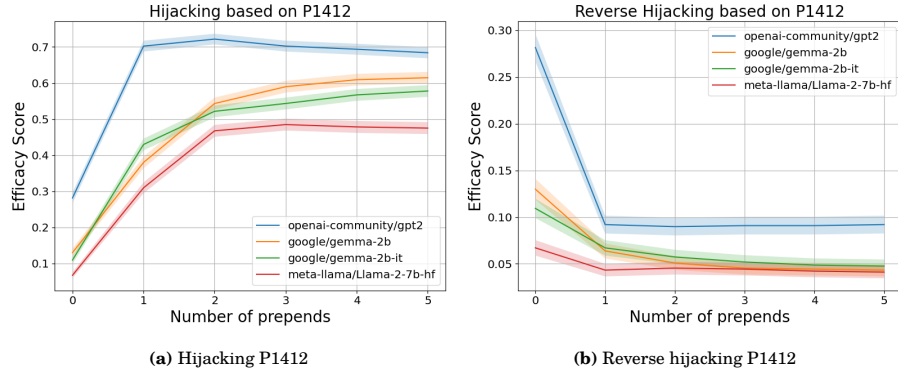 Hijacking based on P1412
Efficacy Score
0.7
0.6
0.5
0.4
0.3
0.2
0.1
openai-community/gpt2
google/gemma-2b
google/gemma-2b-it
meta-llama/Llama-2-7b-hf
0 1 2 3 4 5
Number of prepends
(a) Hijacking P1412
Reverse Hijacking based on P1412
Efficacy Score
0.30
0.25
0.20
0.15
0.10
0.05
openai-community/gpt2
google/gemma-2b
google/gemma-2b-it
meta-llama/Llama-2-7b-hf
0 1 2 3 4 5
Number of prepends
(b) Reverse hijacking P1412